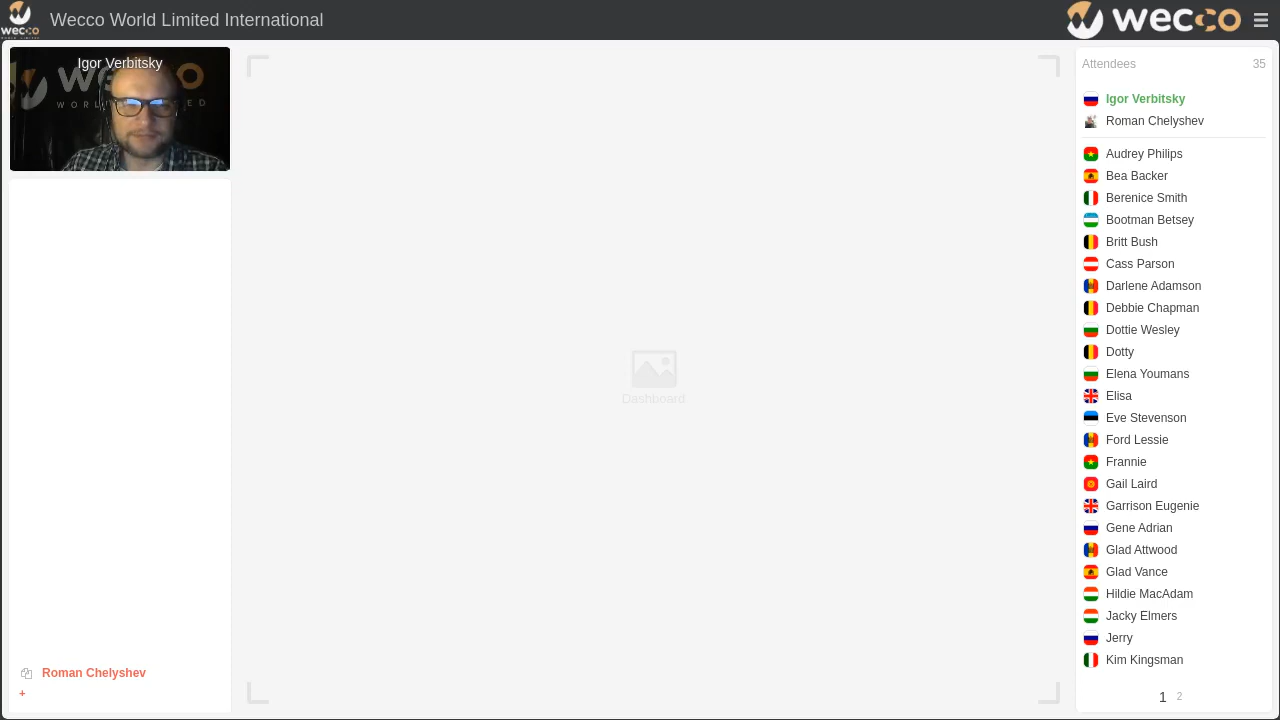 wecco
Wecco World Limited International
wecco
Igor Verbitsky
Roman Chelyshev
+
Dashboard
Attendees 35
Igor Verbitsky
Roman Chelyshev
Audrey Philips
Bea Backer
Berenice Smith
Bootman Betsey
Britt Bush
Cass Parson
Darlene Adamson
Debbie Chapman
Dottie Wesley
Dotty
Elena Youmans
Elisa
Eve Stevenson
Ford Lessie
Frannie
Gail Laird
Garrison Eugenie
Gene Adrian
Glad Attwood
Glad Vance
Hildie MacAdam
Jacky Elmers
Jerry
Kim Kingsman
1 2